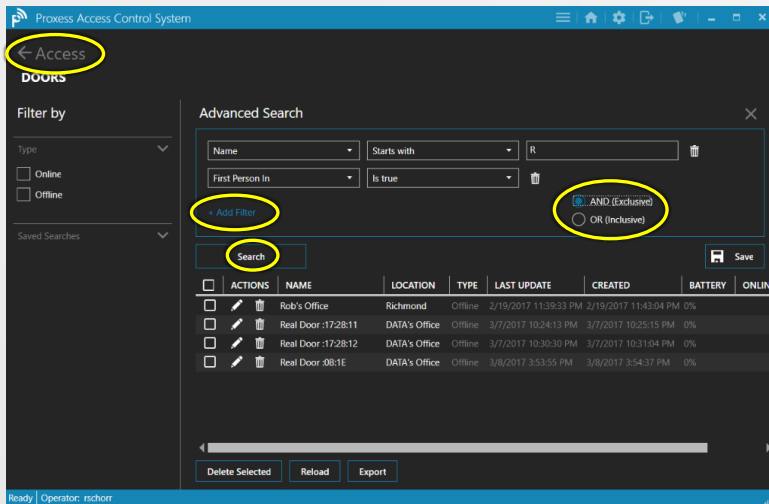 Proxess Access Control System
Access
DOORS
Filter by
Type
Online
Offline
Saved Searches
Advanced Search
Name Starts with R
First Person In Is true
+ Add Filter
AND (Exclusive)
OR (Inclusive)
Search
Save
ACTIONS NAME LOCATION TYPE LAST UPDATE CREATED BATTERY ONLIN
Rob's Office Richmond Offline 2/19/2017 11:39:33 PM 2/19/2017 11:43:04 PM 0%
Real Door :17:28:11 DATA's Office Offline 3/7/2017 10:24:13 PM 3/7/2017 10:25:15 PM 0%
Real Door :17:28:12 DATA's Office Offline 3/7/2017 10:30:30 PM 3/7/2017 10:31:04 PM 0%
Real Door :0B:1E DATA's Office Offline 3/8/2017 3:53:55 PM 3/8/2017 3:54:37 PM 0%
Delete Selected Reload Export
Ready Operator: rschorr